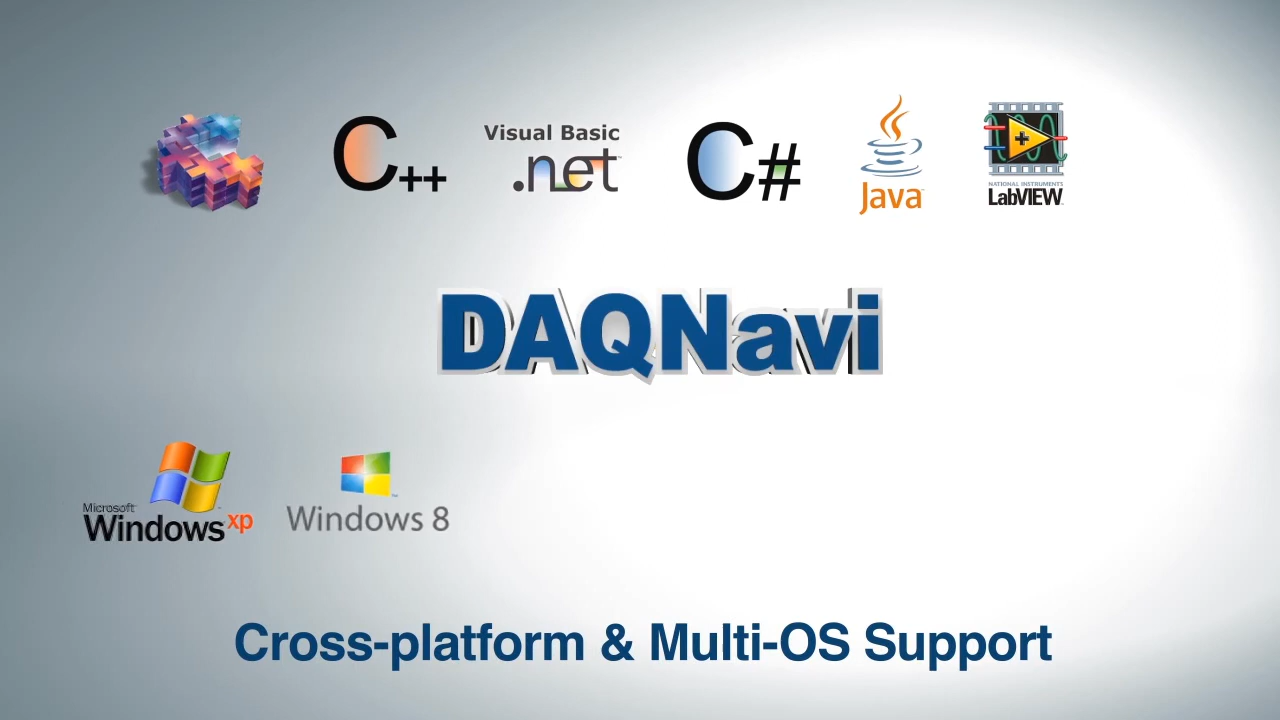 C++
Visual Basic
.net
C#
Java
NATIONAL INSTRUMENTS
LabVIEW
DAQNavi
Microsoft
Windows xp
Windows 8
Cross-platform & Multi-OS Support